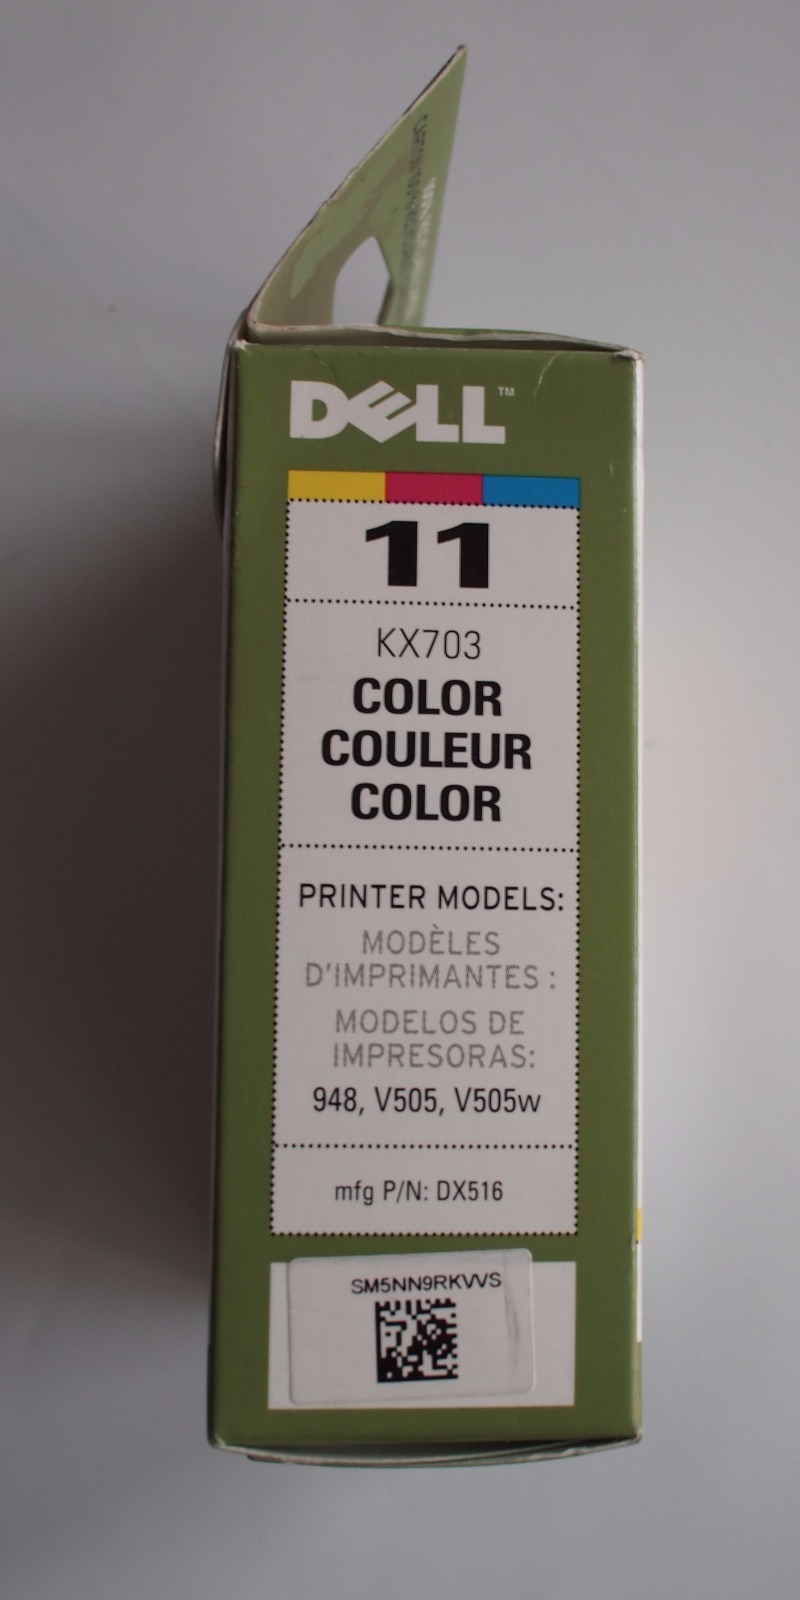 DELL™
11
KX703
COLOR
COULEUR
COLOR
PRINTER MODELS:
MODÈLES
D'IMPRIMANTES :
MODELOS DE
IMPRESORAS:
948, V505, V505w
mfg P/N: DX516
SM5NN9RKVVS